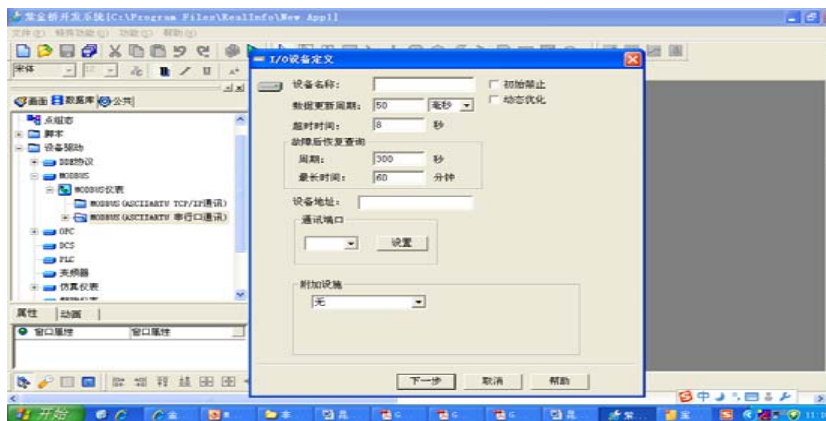 紫金桥开发系统[C:\Program Files\RealInfo\New App1]
宋体
画面 数据库 公共
点组态
脚本
设备驱动
DDE协议
MODBUS
MODBUS仪表
MODBUS(ASCII&RTU TCP/IP通讯)
MODBUS(ASCII&RTU 串行口通讯)
OPC
DCS
PLC
变频器
仿真仪表
属性 动画
窗口属性 窗口属性
I/O设备定义
设备名称: 初始禁止
数据更新周期: 50 毫秒 动态优化
超时时间: 8 秒
故障后恢复查询
周期: 300 秒
最长时间: 60 分钟
设备地址:
通讯端口
设置
附加设施
无
下一步 取消 帮助
中
开始